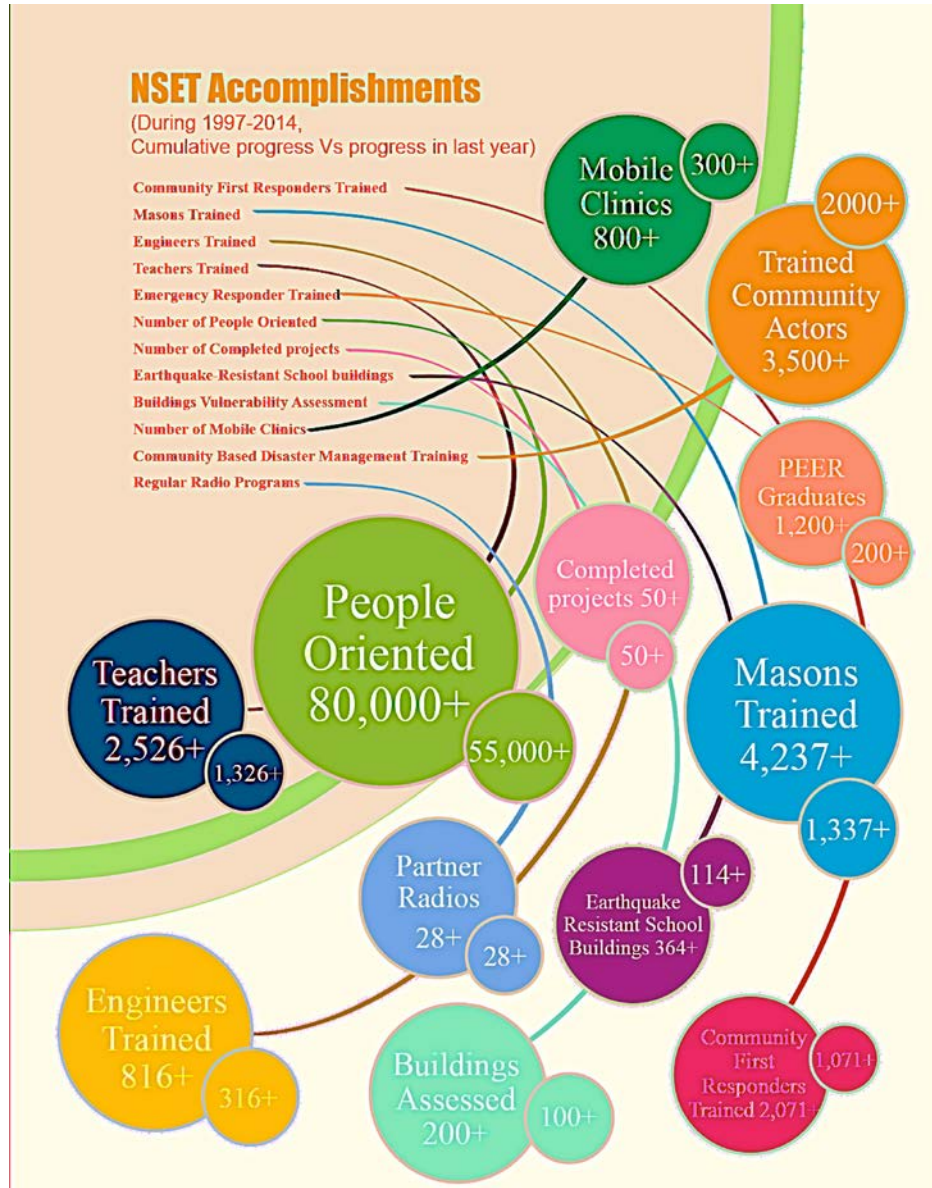 NSET Accomplishments
(During 1997-2014,
Cumulative progress Vs progress in last year)
Community First Responders Trained
Masons Trained
Engineers Trained
Teachers Trained
Emergency Responder Trained
Number of People Oriented
Number of Completed projects
Earthquake-Resistant School buildings
Buildings Vulnerability Assessment
Number of Mobile Clinics
Community Based Disaster Management Training
Regular Radio Programs
Mobile
Clinics
800+
300+
2000+
Trained
Community
Actors
3,500+
PEER
Graduates
1,200+
200+
Completed
projects 50+
50+
People
Oriented
80,000+
55,000+
Teachers
Trained
2,526+
1,326+
Masons
Trained
4,237+
1,337+
Partner
Radios
28+
28+
114+
Earthquake
Resistant School
Buildings 364+
Engineers
Trained
816+
316+
Buildings
Assessed
200+
100+
Community
First
Responders
Trained 2,071+
1,071+